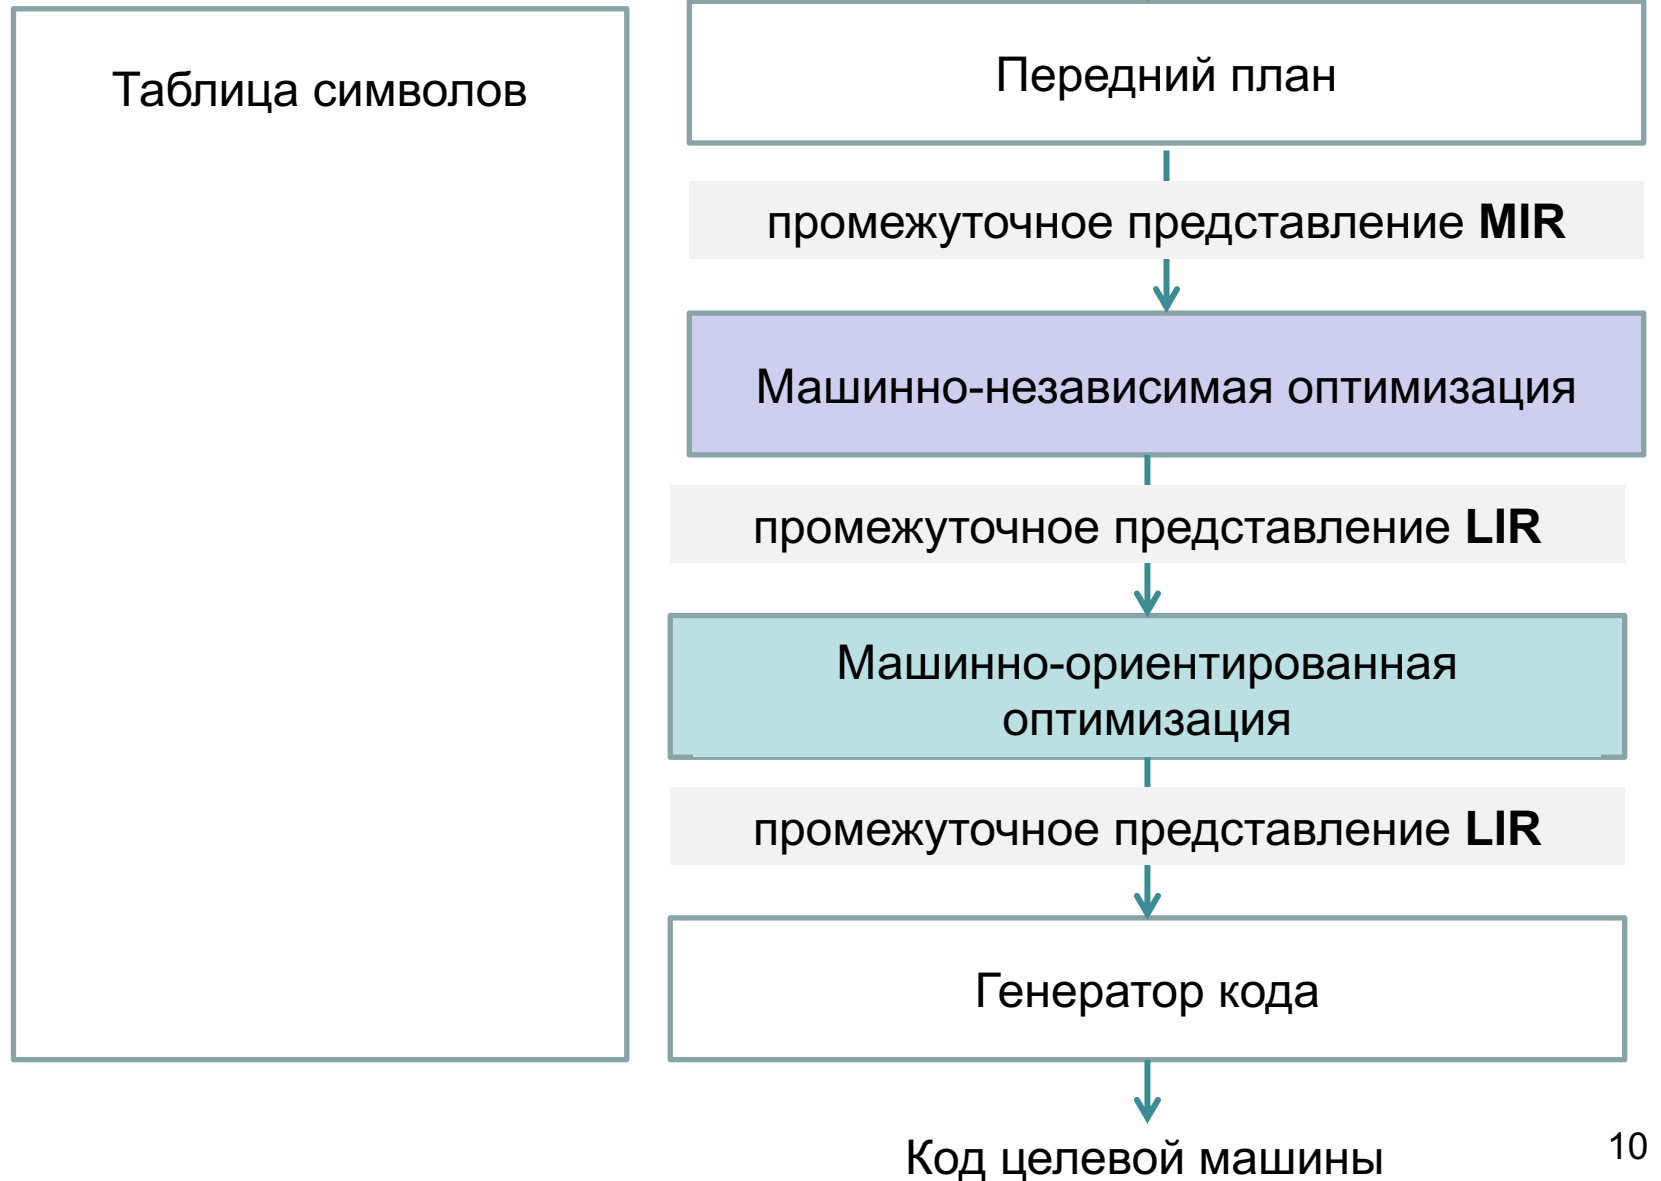 Таблица символов
Передний план
промежуточное представление MIR
Машинно-независимая оптимизация
промежуточное представление LIR
Машинно-ориентированная
оптимизация
промежуточное представление LIR
Генератор кода
Код целевой машины
10